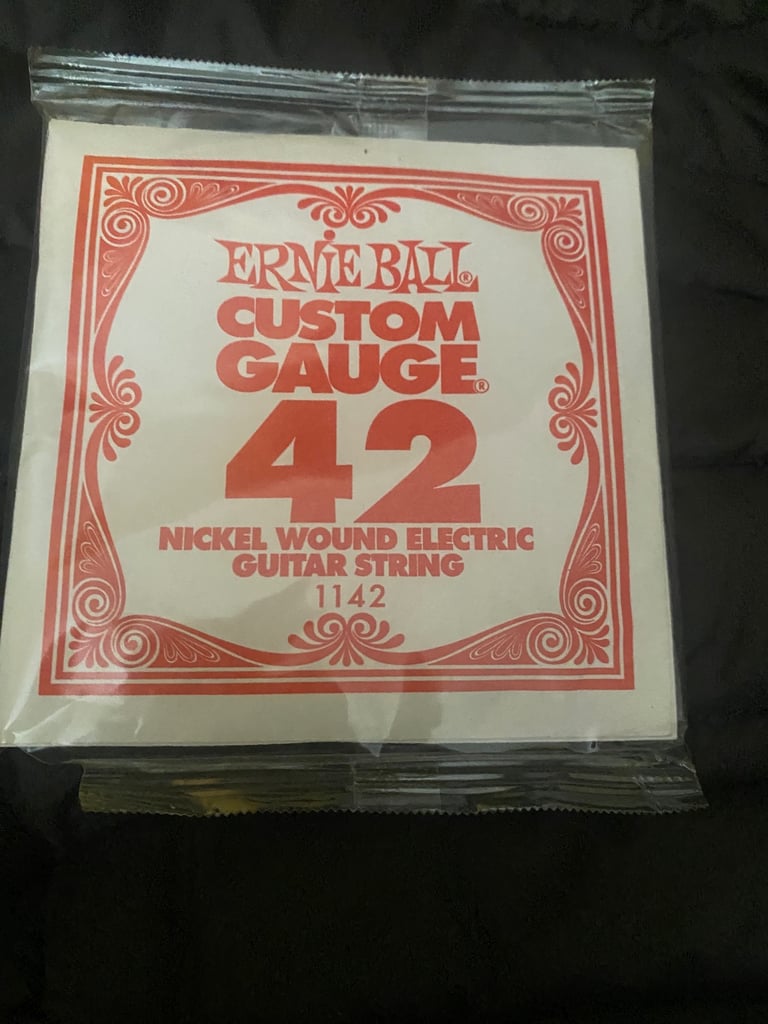 ERNIE BALL®
CUSTOM
GAUGE®
42
NICKEL WOUND ELECTRIC
GUITAR STRING
1142